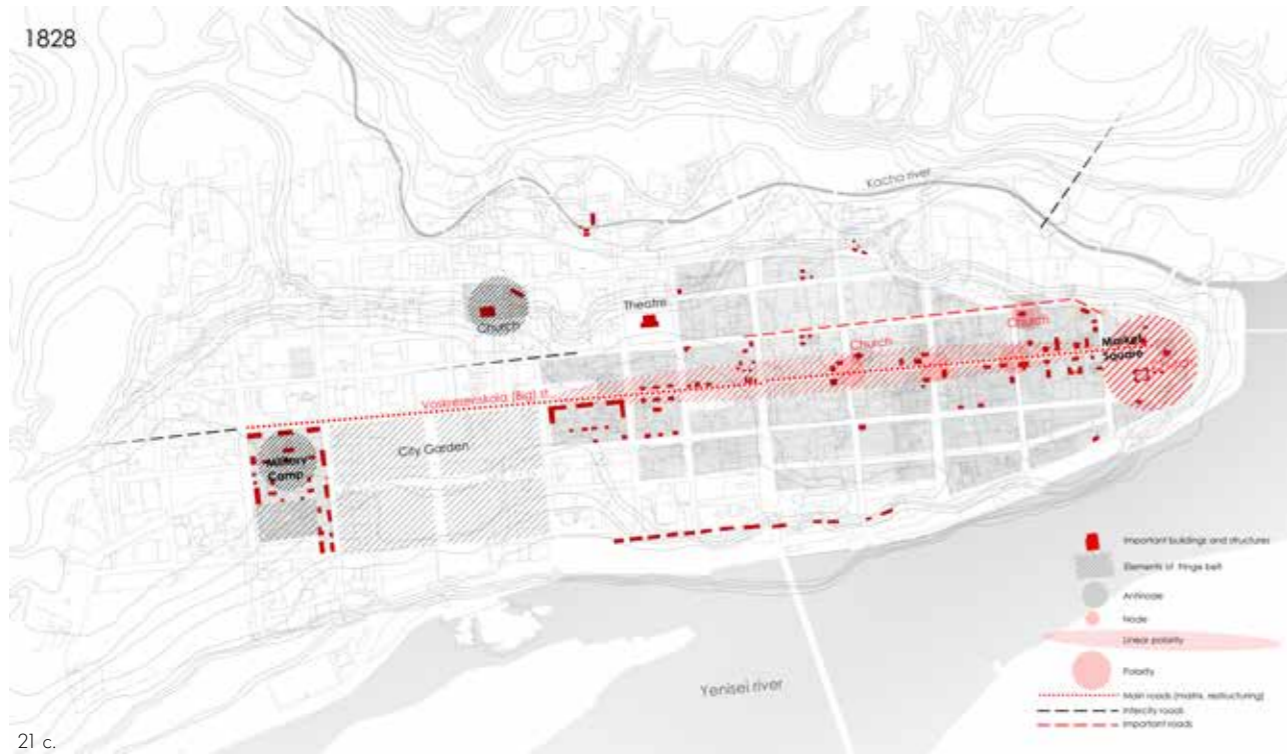 1828
Kacha river
Theatre
Church
Church
Church
Market
Square
Voskresenskaia (Big) st.
City Garden
Military
Camp
Important buildings and structures
Elements of fringe belt
Antinode
Node
Linear polarity
Polarity
Main roads (matrix, restructuring)
Intercity roads
Important roads
Yenisei river
21 c.